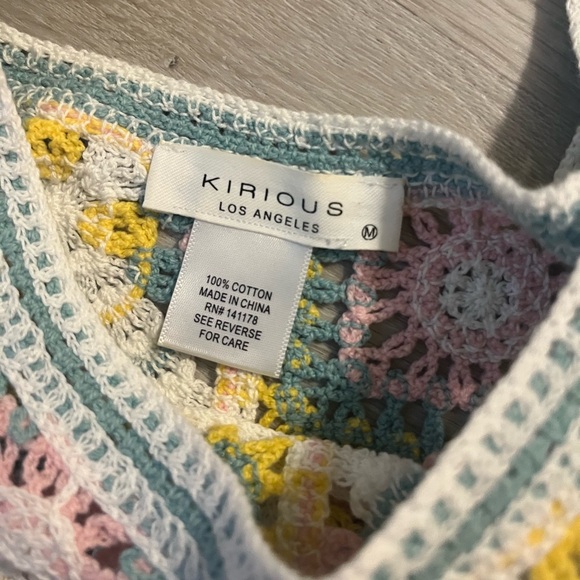 KIRIOUS
LOS ANGELES
M
100% COTTON
MADE IN CHINA
RN# 141178
SEE REVERSE
FOR CARE